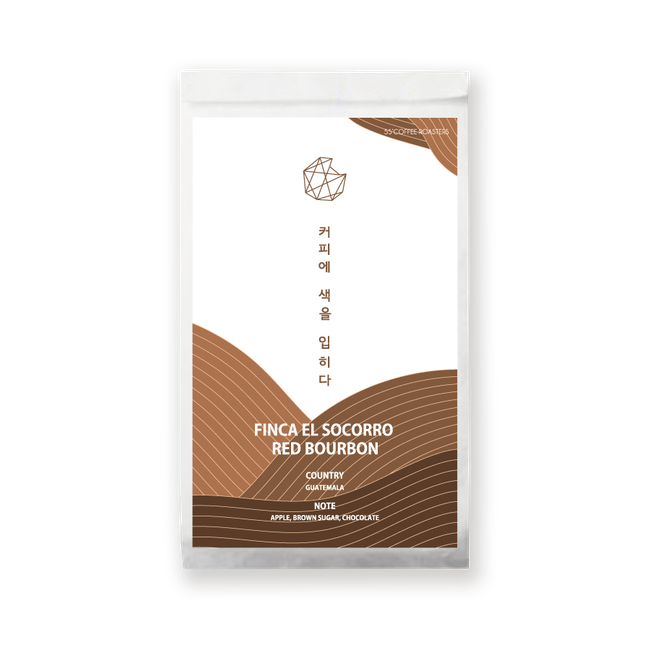 55°COFFEE ROASTERS
커피에 색을 입히다
FINCA EL SOCORRO
RED BOURBON
COUNTRY
GUATEMALA
NOTE
APPLE, BROWN SUGAR, CHOCOLATE